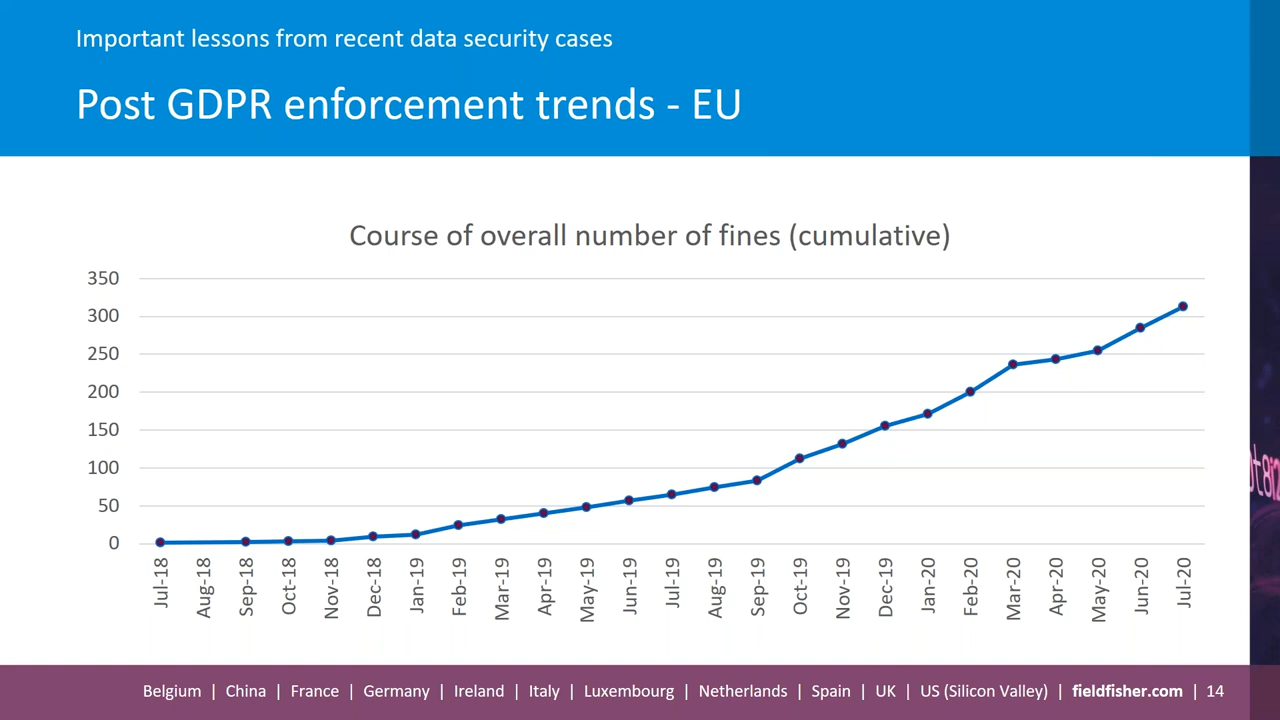 Important lessons from recent data security cases
Post GDPR enforcement trends - EU
Course of overall number of fines (cumulative)
350
300
250
200
150
100
50
0
Jul-18
Aug-18
Sep-18
Oct-18
Nov-18
Dec-18
Jan-19
Feb-19
Mar-19
Apr-19
May-19
Jun-19
Jul-19
Aug-19
Sep-19
Oct-19
Nov-19
Dec-19
Jan-20
Feb-20
Mar-20
Apr-20
May-20
Jun-20
Jul-20
Belgium | China | France | Germany | Ireland | Italy | Luxembourg | Netherlands | Spain | UK | US (Silicon Valley) | fieldfisher.com | 14